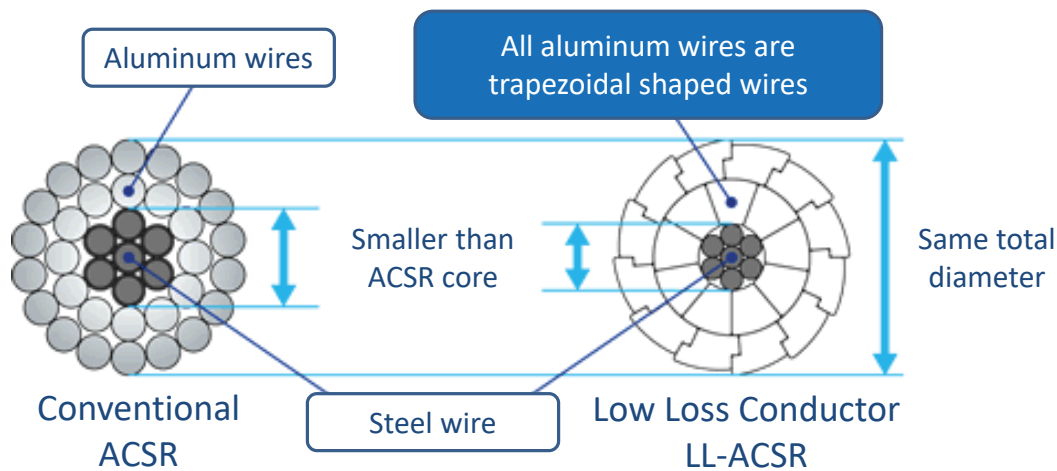 Aluminum wires
All aluminum wires are
trapezoidal shaped wires
Smaller than
ACSR core
Same total
diameter
Conventional
ACSR
Steel wire
Low Loss Conductor
LL-ACSR